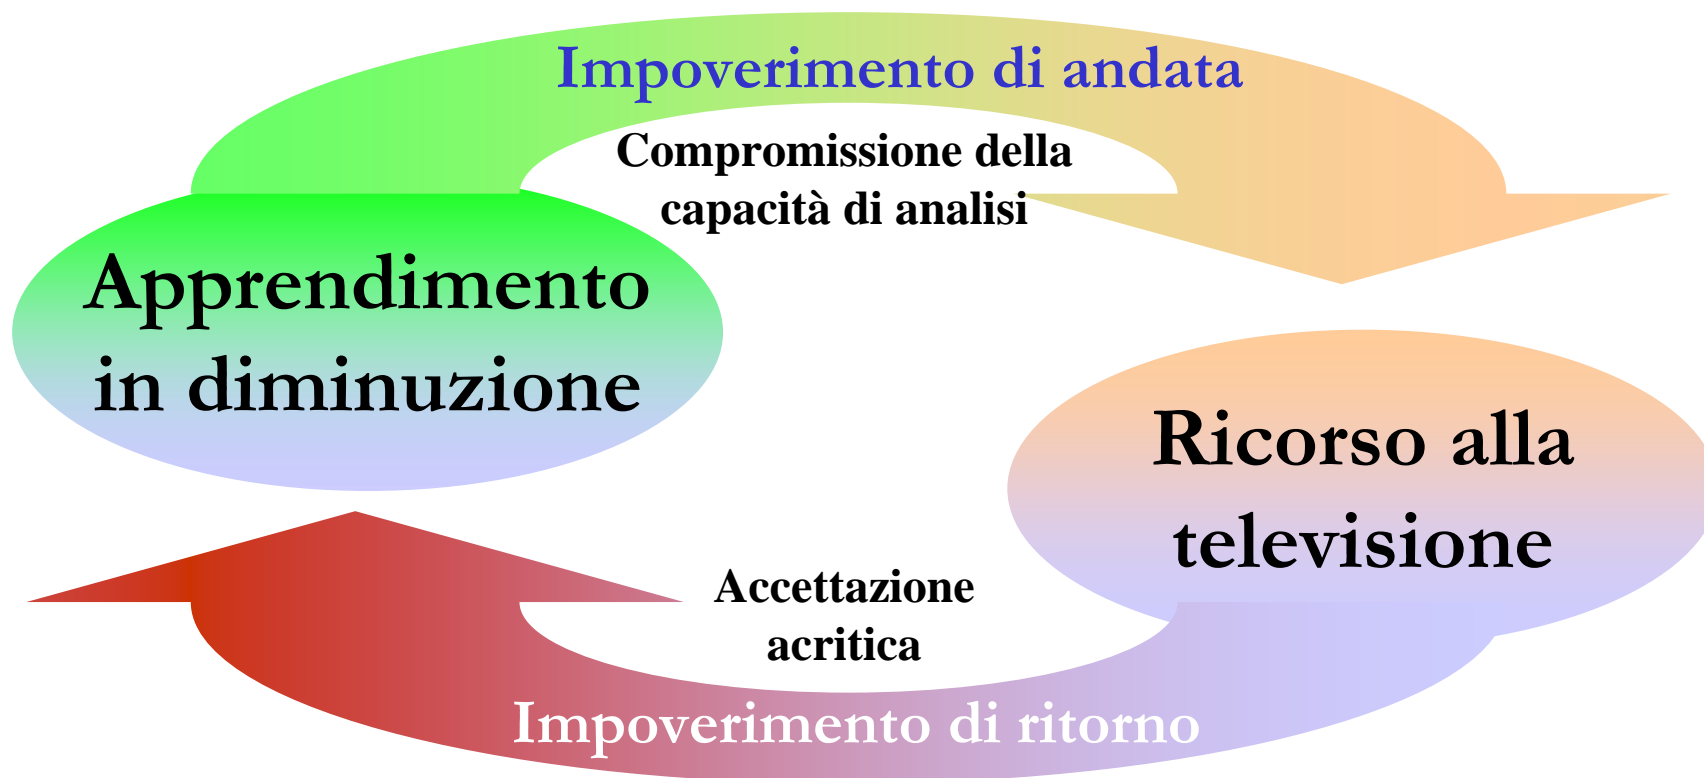 Impoverimento di andata
Compromissione della
capacità di analisi
Apprendimento
in diminuzione
Ricorso alla
televisione
Accettazione
acritica
Impoverimento di ritorno